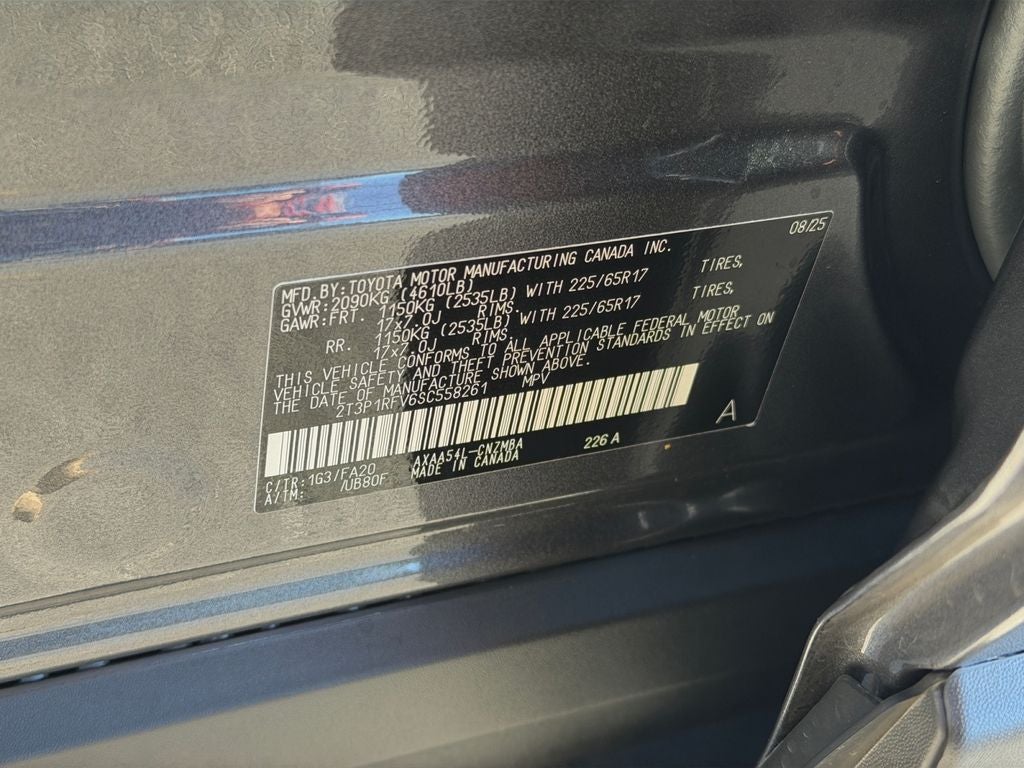 08/25
MFD.BY:TOYOTA MOTOR MANUFACTURING CANADA INC.
GVWR:2090KG (4610LB)
GAWR:FRT. 1150KG (2535LB) WITH 225/65R17 TIRES,
17x7.0J RIMS.
RR. 1150KG (2535LB) WITH 225/65R17 TIRES,
17x7.0J RIMS.
THIS VEHICLE CONFORMS TO ALL APPLICABLE FEDERAL MOTOR
VEHICLE SAFETY AND THEFT PREVENTION STANDARDS IN EFFECT ON
THE DATE OF MANUFACTURE SHOWN ABOVE.
2T3P1RFV6SC558261 MPV
A
C/TR:1G3/FA20 AXAA54L-CNZMBA 226A
A/TM: /UB80F MADE IN CANADA